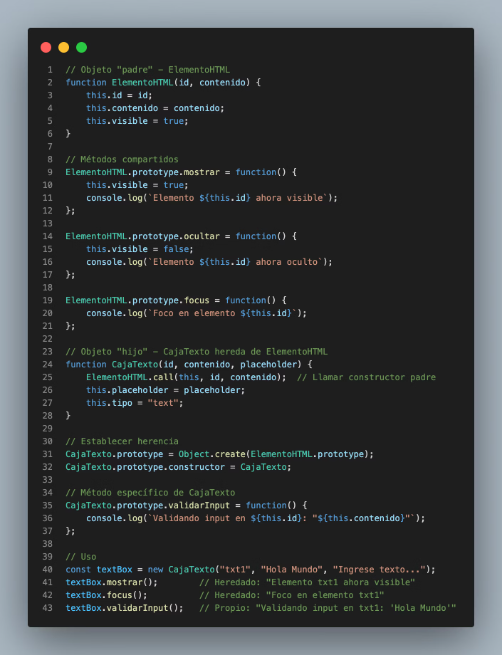 1 // Objeto "padre" - ElementoHTML
2 function ElementoHTML(id, contenido) {
3     this.id = id;
4     this.contenido = contenido;
5     this.visible = true;
6 }
7
8 // Métodos compartidos
9 ElementoHTML.prototype.mostrar = function() {
10     this.visible = true;
11     console.log(`Elemento ${this.id} ahora visible`);
12 };
13
14 ElementoHTML.prototype.ocultar = function() {
15     this.visible = false;
16     console.log(`Elemento ${this.id} ahora oculto`);
17 };
18
19 ElementoHTML.prototype.focus = function() {
20     console.log(`Foco en elemento ${this.id}`);
21 };
22
23 // Objeto "hijo" - CajaTexto hereda de ElementoHTML
24 function CajaTexto(id, contenido, placeholder) {
25     ElementoHTML.call(this, id, contenido);  // Llamar constructor padre
26     this.placeholder = placeholder;
27     this.tipo = "text";
28 }
29
30 // Establecer herencia
31 CajaTexto.prototype = Object.create(ElementoHTML.prototype);
32 CajaTexto.prototype.constructor = CajaTexto;
33
34 // Método específico de CajaTexto
35 CajaTexto.prototype.validarInput = function() {
36     console.log(`Validando input en ${this.id}: "${this.contenido}"`);
37 };
38
39 // Uso
40 const textBox = new CajaTexto("txt1", "Hola Mundo", "Ingrese texto...");
41 textBox.mostrar();        // Heredado: "Elemento txt1 ahora visible"
42 textBox.focus();          // Heredado: "Foco en elemento txt1"
43 textBox.validarInput();   // Propio: "Validando input en txt1: 'Hola Mundo'"